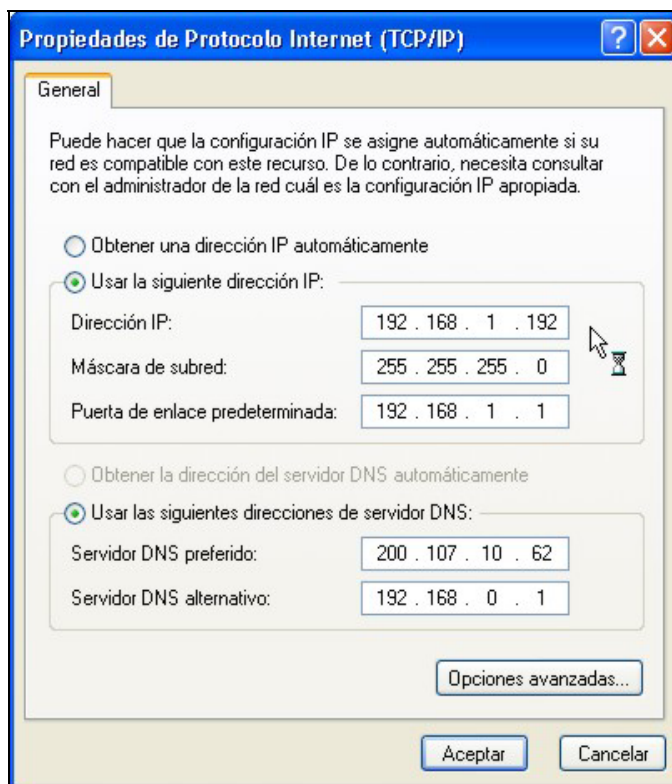 Propiedades de Protocolo Internet (TCP/IP)
General
Puede hacer que la configuración IP se asigne automáticamente si su
red es compatible con este recurso. De lo contrario, necesita consultar
con el administrador de la red cuál es la configuración IP apropiada.
Obtener una dirección IP automáticamente
Usar la siguiente dirección IP:
Dirección IP: 192 . 168 . 1 . 192
Máscara de subred: 255 . 255 . 255 . 0
Puerta de enlace predeterminada: 192 . 168 . 1 . 1
Obtener la dirección del servidor DNS automáticamente
Usar las siguientes direcciones de servidor DNS:
Servidor DNS preferido: 200 . 107 . 10 . 62
Servidor DNS alternativo: 192 . 168 . 0 . 1
Opciones avanzadas...
Aceptar Cancelar